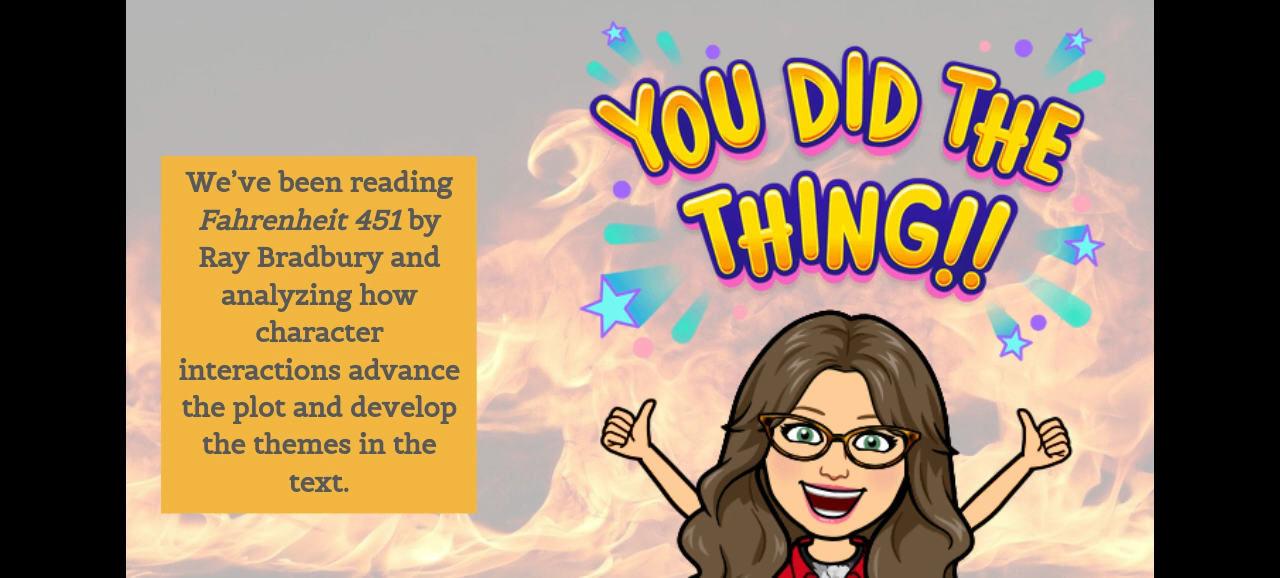 We’ve been reading
Fahrenheit 451 by
Ray Bradbury and
analyzing how
character
interactions advance
the plot and develop
the themes in the
text.
YOU DID THE
THING!!